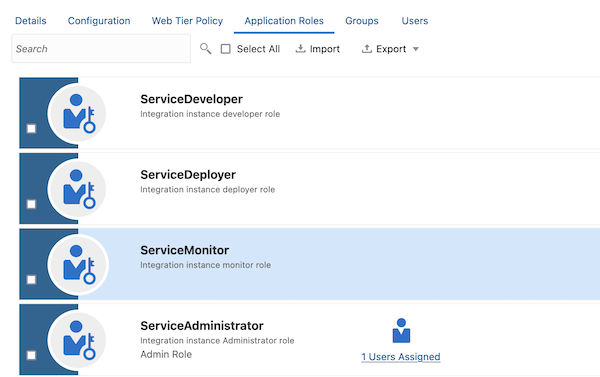 Details Configuration Web Tier Policy Application Roles Groups Users
Search Select All Import Export
ServiceDeveloper
Integration instance developer role
ServiceDeployer
Integration instance deployer role
ServiceMonitor
Integration instance monitor role
ServiceAdministrator
Integration instance Administrator role
Admin Role
1 Users Assigned